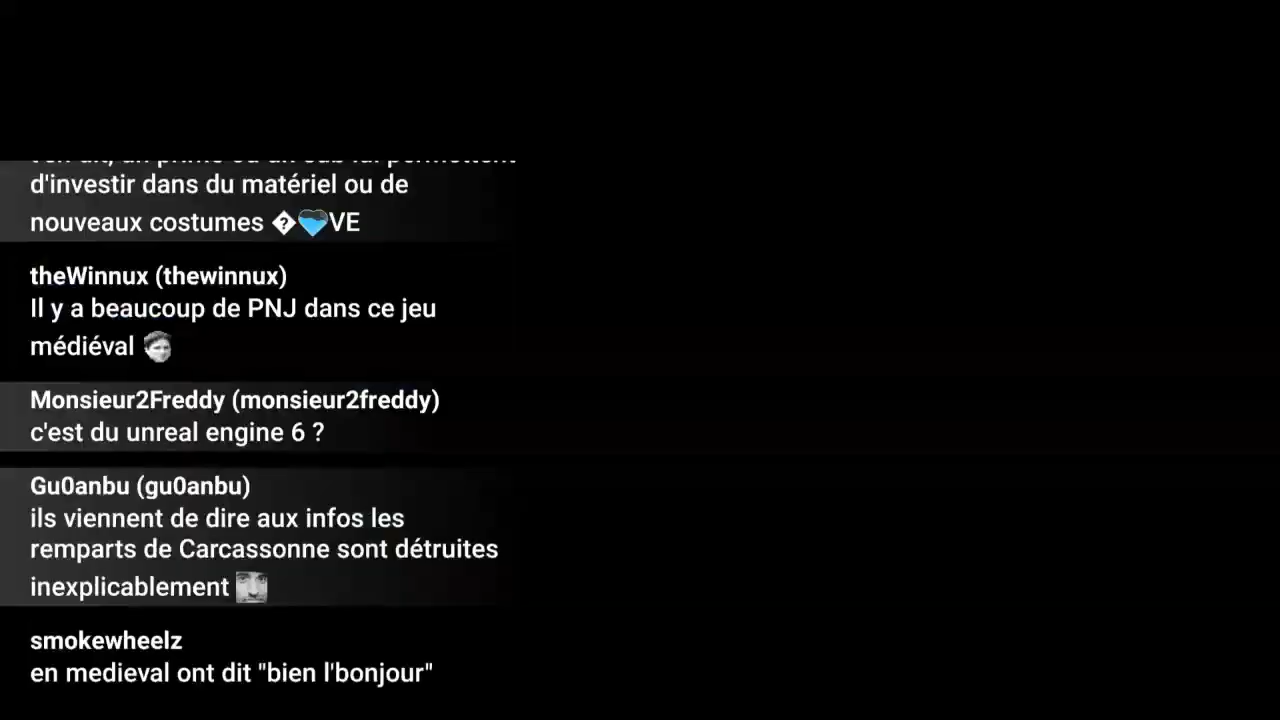 d'investir dans du matériel ou de
nouveaux costumes �💙VE
theWinnux (thewinnux)
Il y a beaucoup de PNJ dans ce jeu
médiéval
Monsieur2Freddy (monsieur2freddy)
c'est du unreal engine 6 ?
Gu0anbu (gu0anbu)
ils viennent de dire aux infos les
remparts de Carcassonne sont détruites
inexplicablement
smokewheelz
en medieval ont dit "bien l'bonjour"